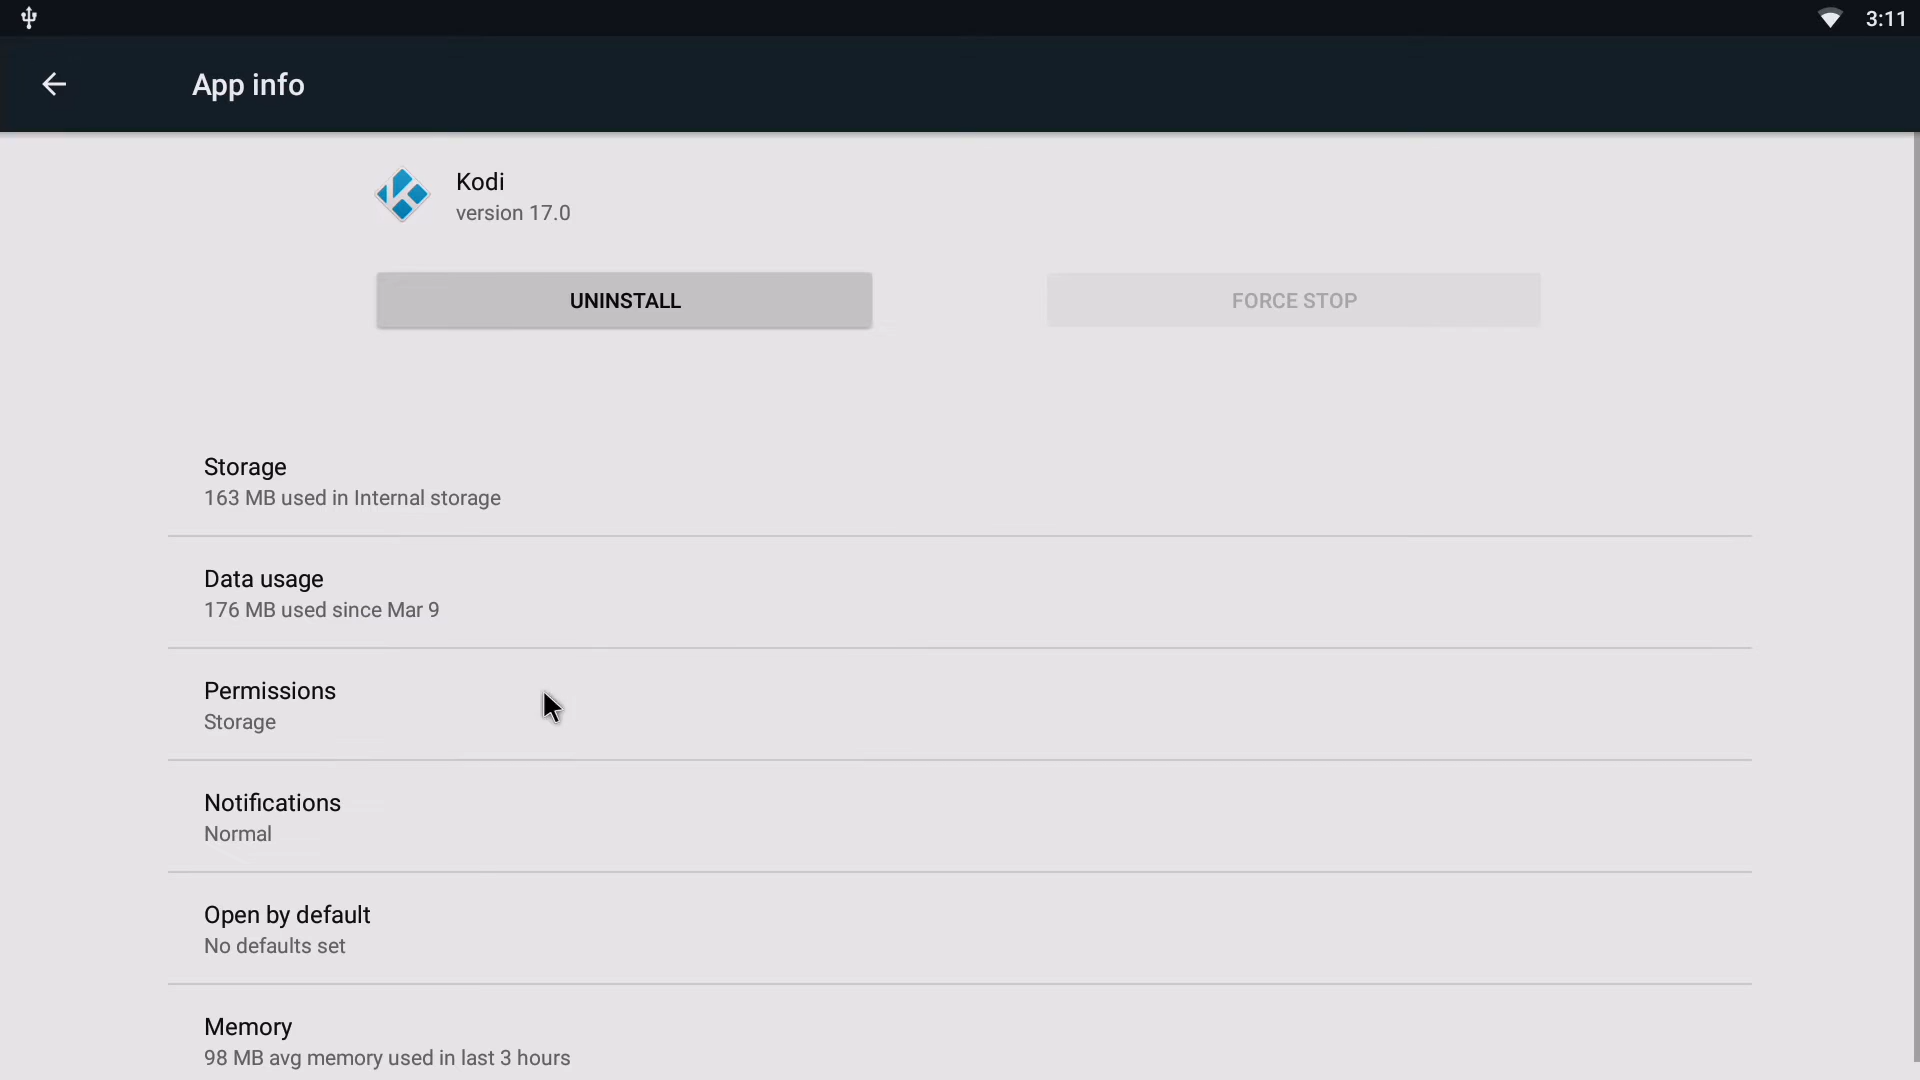 3:11
App info
Kodi
version 17.0
UNINSTALL
FORCE STOP
Storage
163 MB used in Internal storage
Data usage
176 MB used since Mar 9
Permissions
Storage
Notifications
Normal
Open by default
No defaults set
Memory
98 MB avg memory used in last 3 hours